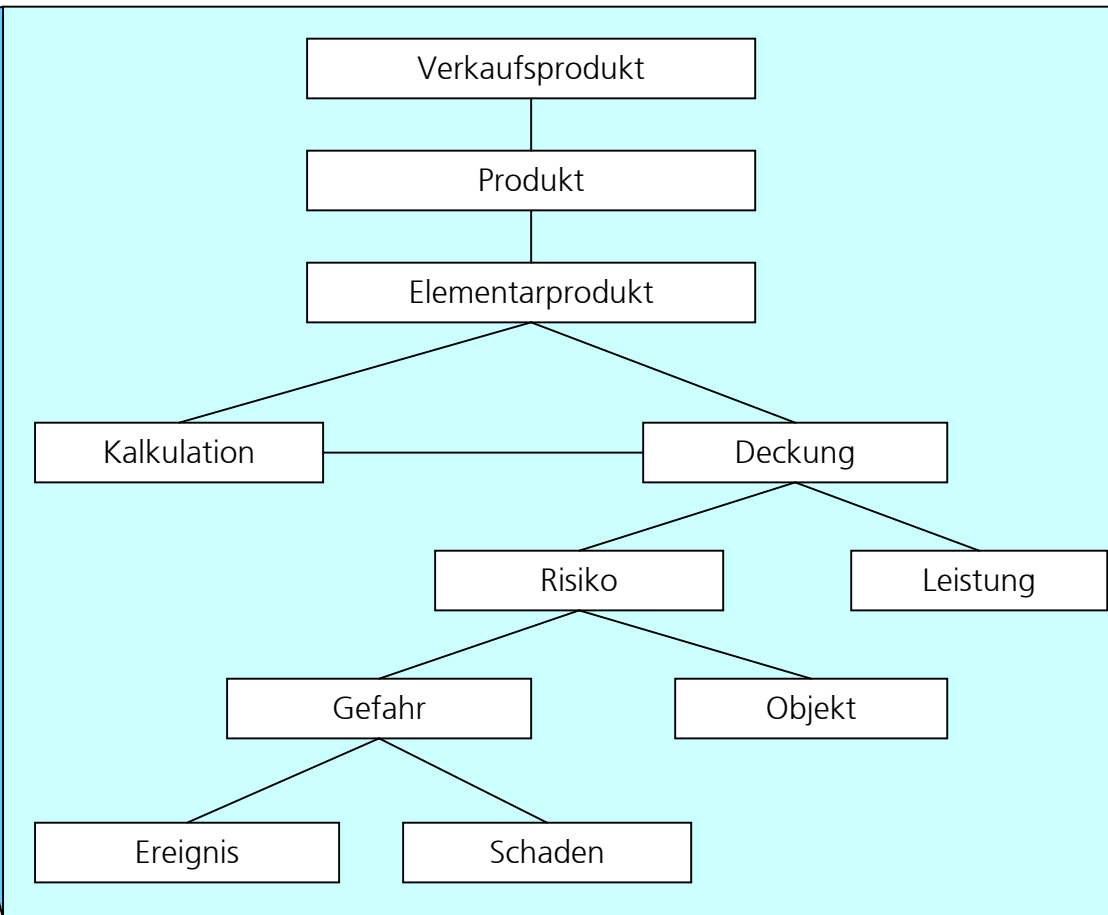 Verkaufsprodukt
Produkt
Elementarprodukt
Kalkulation
Deckung
Risiko
Leistung
Gefahr
Objekt
Ereignis
Schaden